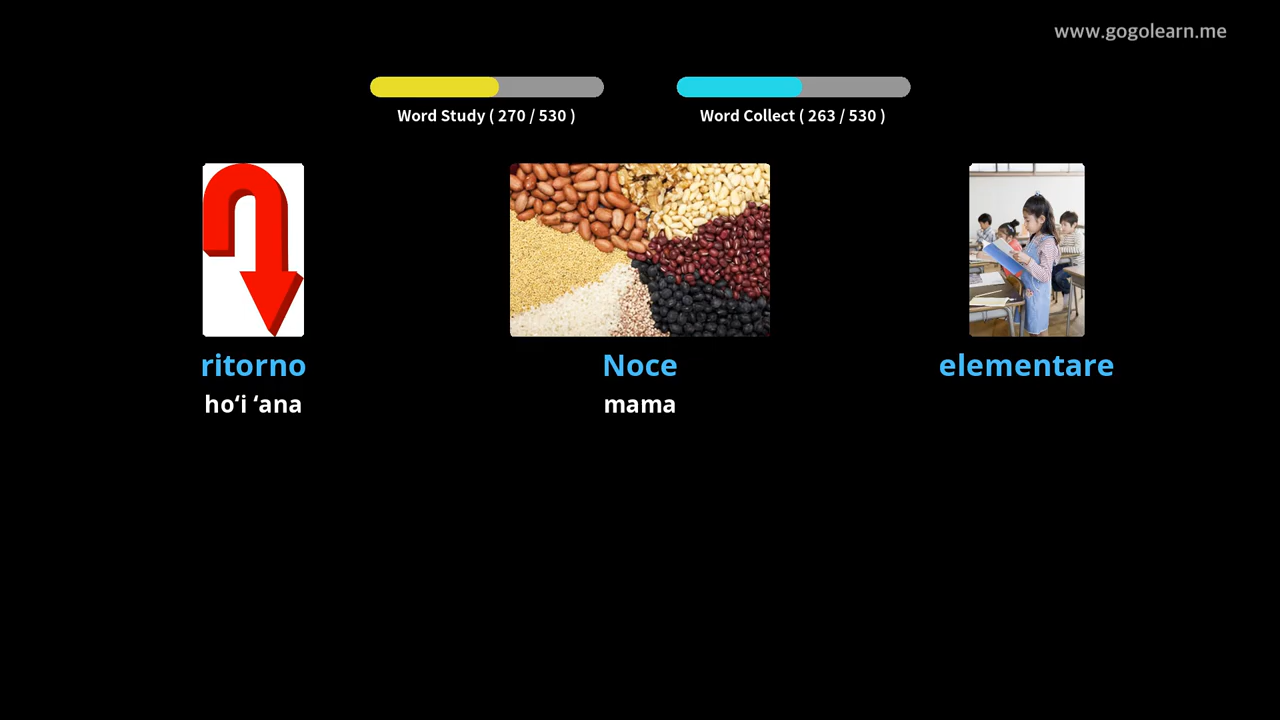 www.gogolearn.me
Word Study ( 270 / 530 )
Word Collect ( 263 / 530 )
ritorno
hoʻi ʻana
Noce
mama
elementare